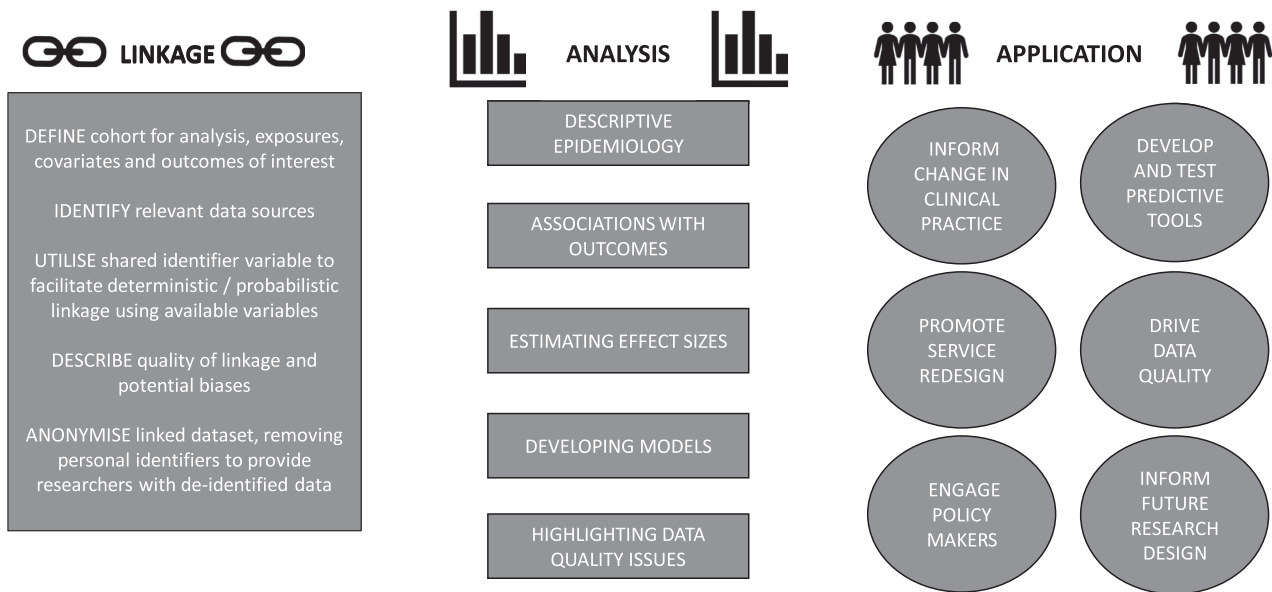 LINKAGE
DEFINE cohort for analysis, exposures,
covariates and outcomes of interest
IDENTIFY relevant data sources
UTILISE shared identifier variable to
facilitate deterministic / probabilistic
linkage using available variables
DESCRIBE quality of linkage and
potential biases
ANONYMISE linked dataset, removing
personal identifiers to provide
researchers with de-identified data
ANALYSIS
DESCRIPTIVE
EPIDEMIOLOGY
ASSOCIATIONS WITH
OUTCOMES
ESTIMATING EFFECT SIZES
DEVELOPING MODELS
HIGHLIGHTING DATA
QUALITY ISSUES
APPLICATION
INFORM
CHANGE IN
CLINICAL
PRACTICE
DEVELOP
AND TEST
PREDICTIVE
TOOLS
PROMOTE
SERVICE
REDESIGN
DRIVE
DATA
QUALITY
ENGAGE
POLICY
MAKERS
INFORM
FUTURE
RESEARCH
DESIGN